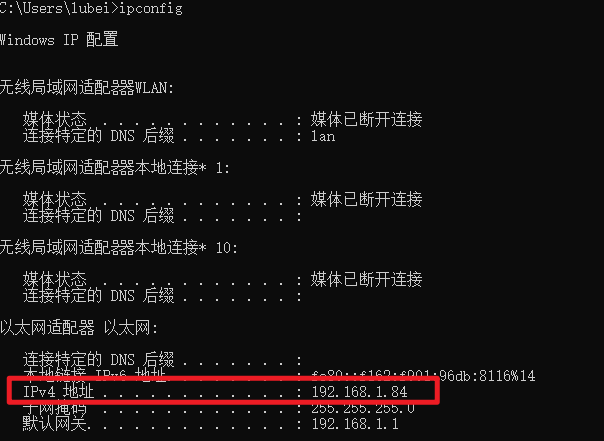 C:\Users\lubei>ipconfig
Windows IP 配置
无线局域网适配器 WLAN:
媒体状态 . . . . . . . . . . . . : 媒体已断开连接
连接特定的 DNS 后缀 . . . . . . . : lan
无线局域网适配器 本地连接* 1:
媒体状态 . . . . . . . . . . . . : 媒体已断开连接
连接特定的 DNS 后缀 . . . . . . . :
无线局域网适配器 本地连接* 10:
媒体状态 . . . . . . . . . . . . : 媒体已断开连接
连接特定的 DNS 后缀 . . . . . . . :
以太网适配器 以太网:
连接特定的 DNS 后缀 . . . . . . . :
本地链接 IPv6 地址. . . . . . . . : fe80::f162:f901:96db:8116%14
IPv4 地址 . . . . . . . . . . . . : 192.168.1.84
子网掩码 . . . . . . . . . . . . : 255.255.255.0
默认网关. . . . . . . . . . . . . : 192.168.1.1